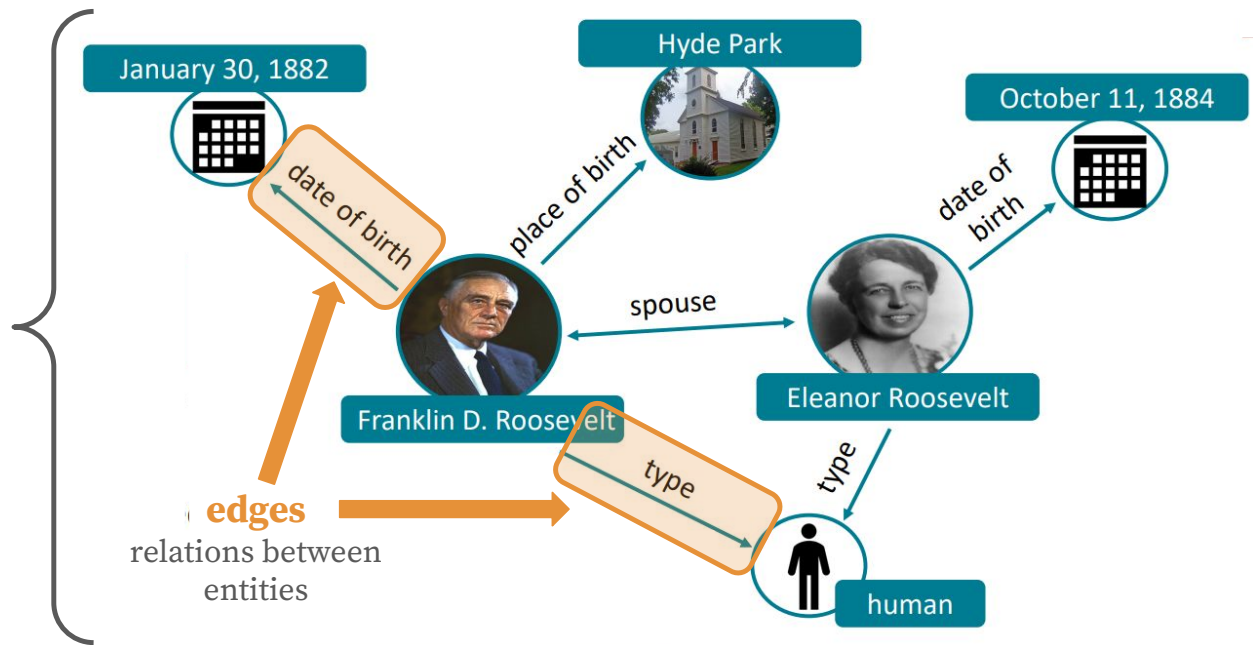 Hyde Park
January 30, 1882
October 11, 1884
date of birth
place of birth
date of
birth
spouse
Franklin D. Roosevelt
Eleanor Roosevelt
type
type
edges
relations between
entities
human